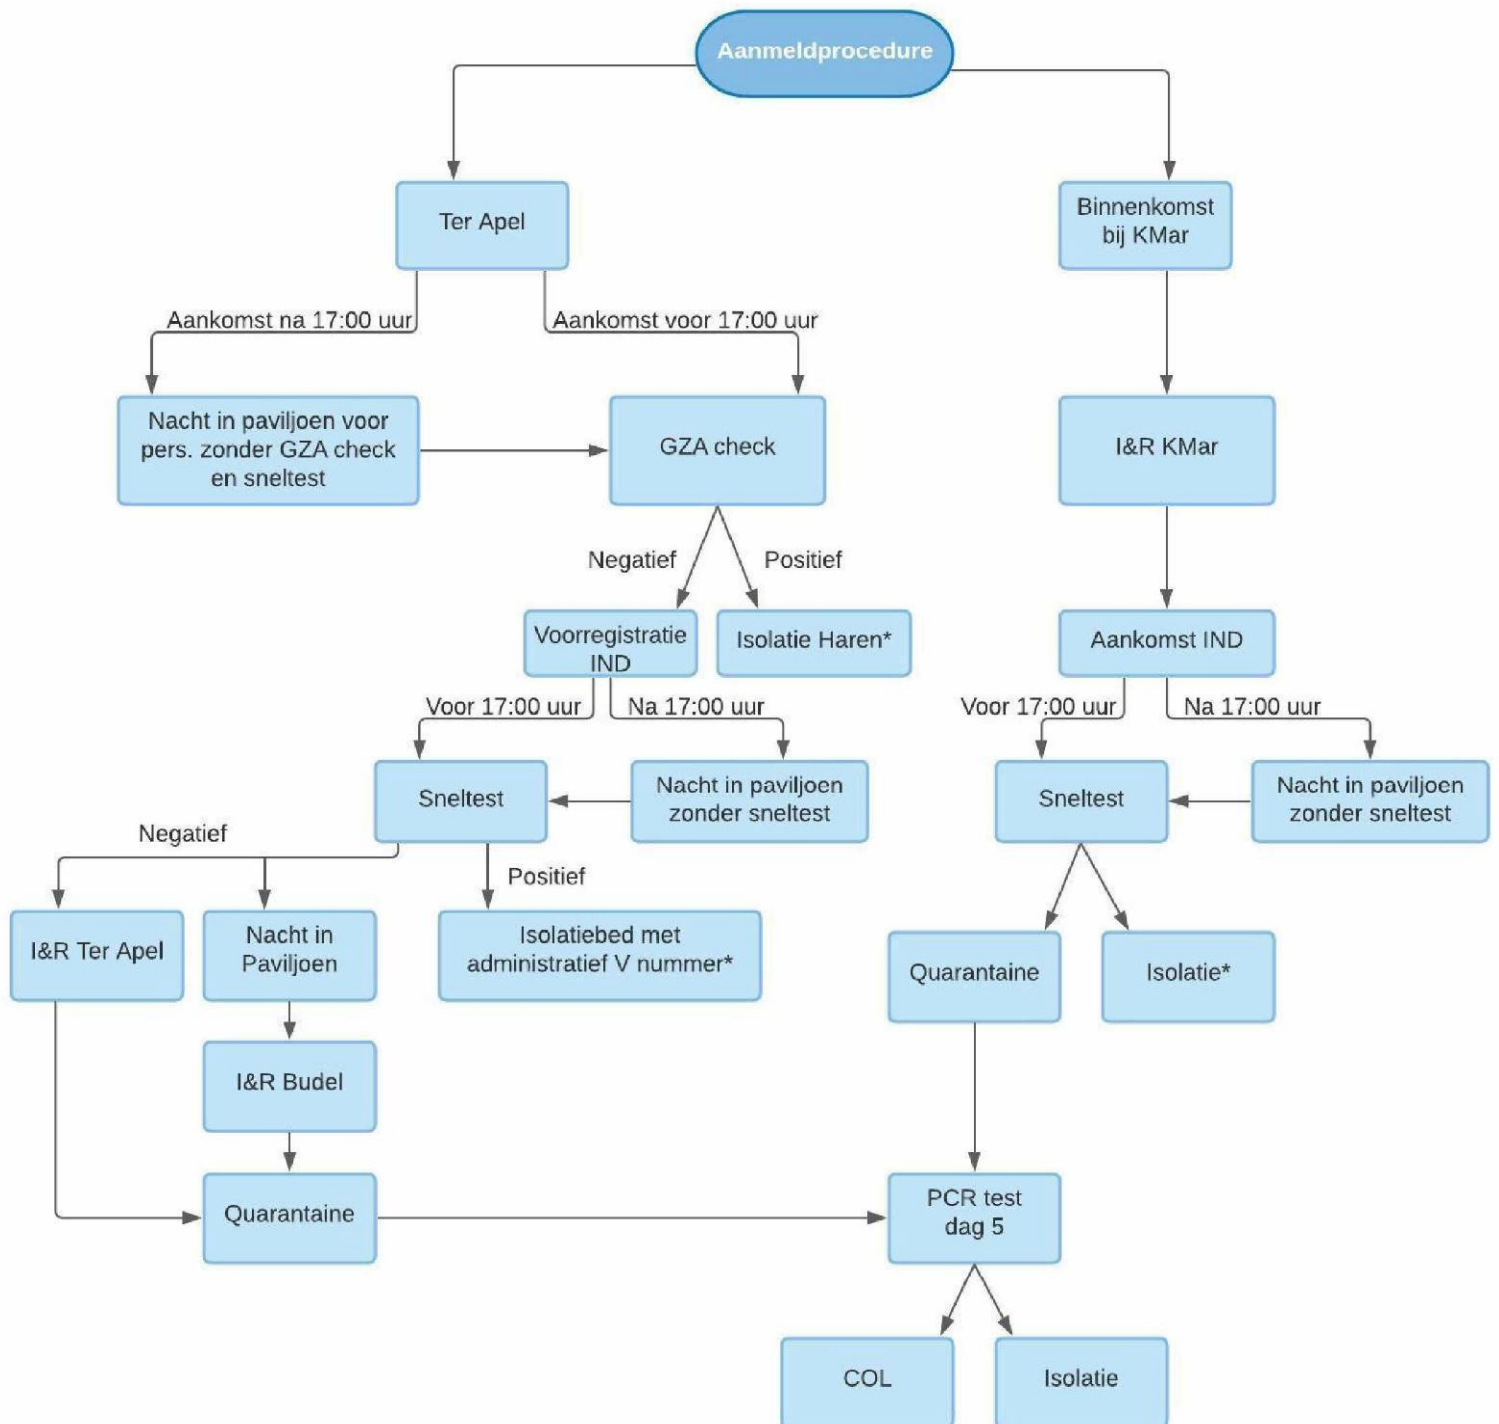 Aanmeldprocedure
Ter Apel
Binnenkomst
bij KMar
Aankomst na 17:00 uur
Aankomst voor 17:00 uur
Nacht in paviljoen voor
pers. zonder GZA check
en sneltest
GZA check
I&R KMar
Negatief
Positief
Voorregistratie
IND
Isolatie Haren*
Aankomst IND
Voor 17:00 uur
Na 17:00 uur
Voor 17:00 uur
Na 17:00 uur
Sneltest
Nacht in paviljoen
zonder sneltest
Sneltest
Nacht in paviljoen
zonder sneltest
Negatief
Positief
I&R Ter Apel
Nacht in
Paviljoen
Isolatiebed met
administratief V nummer*
Quarantaine
Isolatie*
I&R Budel
Quarantaine
PCR test
dag 5
COL
Isolatie